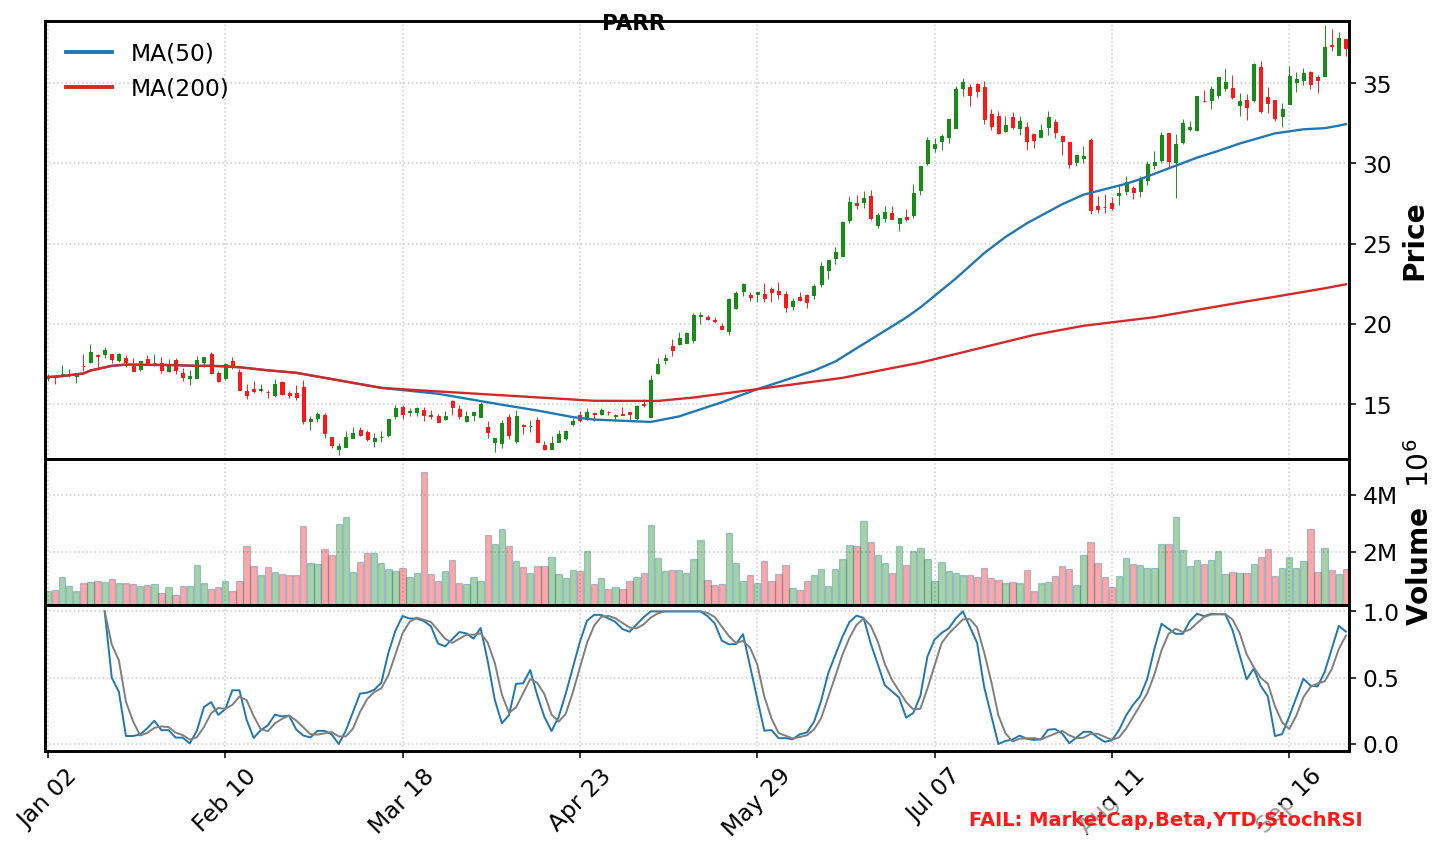 PARR
MA(50)
MA(200)
35
30
25
20
15
Price
4M
2M
Volume 10^6
1.0
0.5
0.0
Jan 02
Feb 10
Mar 18
Apr 23
May 29
Jul 07
Aug 11
Sep 16
FAIL: MarketCap,Beta,YTD,StochRSI